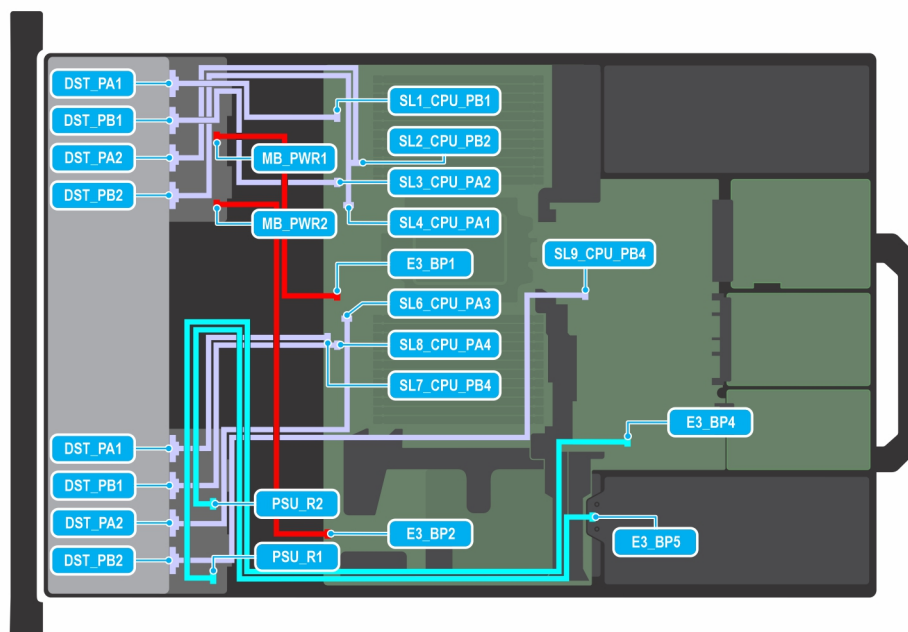 DST_PA1
DST_PB1
DST_PA2
DST_PB2
MB_PWR1
MB_PWR2
SL1_CPU_PB1
SL2_CPU_PB2
SL3_CPU_PA2
SL4_CPU_PA1
E3_BP1
SL9_CPU_PB4
SL6_CPU_PA3
SL8_CPU_PA4
SL7_CPU_PB4
E3_BP4
DST_PA1
DST_PB1
DST_PA2
DST_PB2
PSU_R2
PSU_R1
E3_BP2
E3_BP5